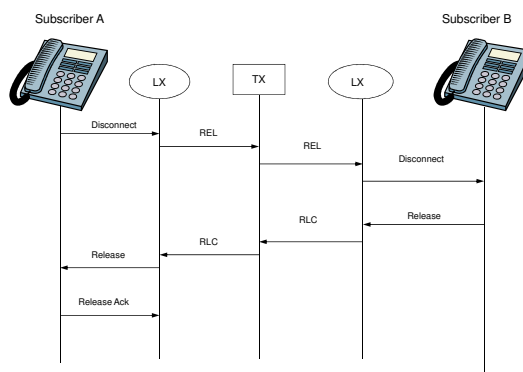 Subscriber A
Subscriber B
LX
TX
LX
Disconnect
REL
REL
Disconnect
Release
RLC
RLC
Release
Release Ack